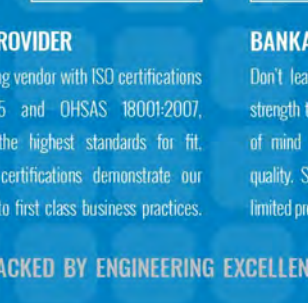 ROVIDER
ng vendor with ISO certifications
5 and OHSAS 18001:2007,
the highest standards for fit,
certifications demonstrate our
to first class business practices.
BANKA
Don't lea
strength t
of mind
quality. S
limited pr
ACKED BY ENGINEERING EXCELLEN